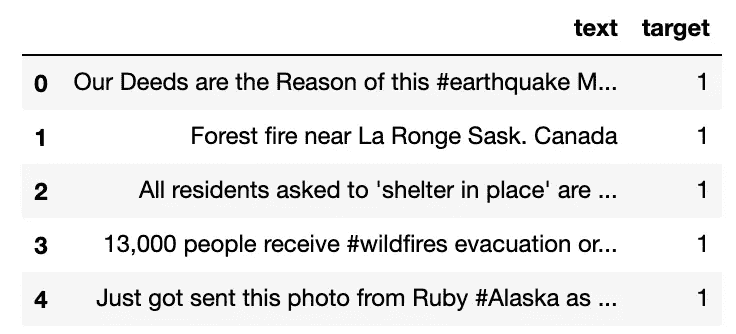 text target
0 Our Deeds are the Reason of this #earthquake M... 1
1 Forest fire near La Ronge Sask. Canada 1
2 All residents asked to 'shelter in place' are ... 1
3 13,000 people receive #wildfires evacuation or... 1
4 Just got sent this photo from Ruby #Alaska as ... 1